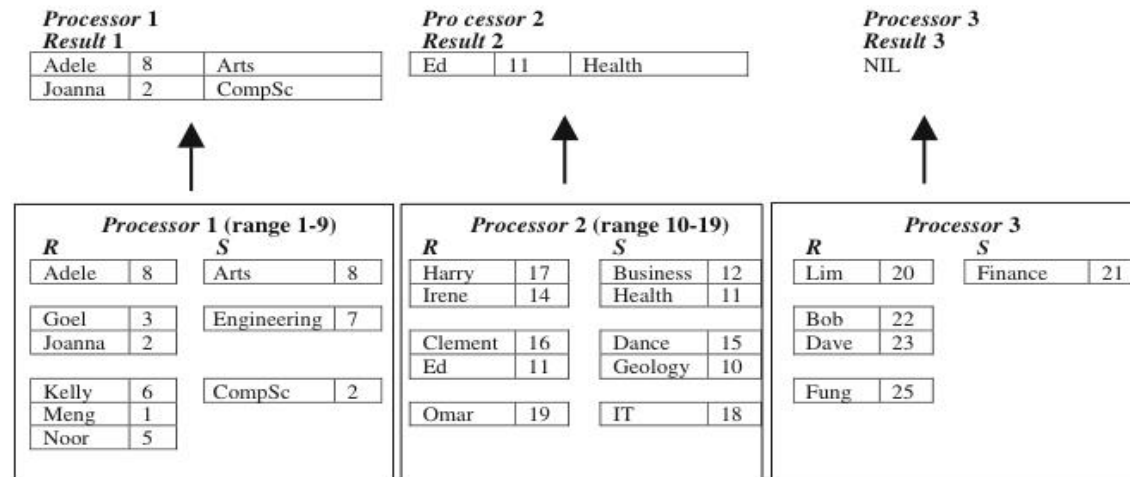 Processor 1
Result 1
Adele 8 Arts
Joanna 2 CompSc
Pro cessor 2
Result 2
Ed 11 Health
Processor 3
Result 3
NIL
Processor 1 (range 1-9)
R S
Adele 8 Arts 8
Goel 3 Engineering 7
Joanna 2
Kelly 6 CompSc 2
Meng 1
Noor 5
Processor 2 (range 10-19)
R S
Harry 17 Business 12
Irene 14 Health 11
Clement 16 Dance 15
Ed 11 Geology 10
Omar 19 IT 18
Processor 3
R S
Lim 20 Finance 21
Bob 22
Dave 23
Fung 25